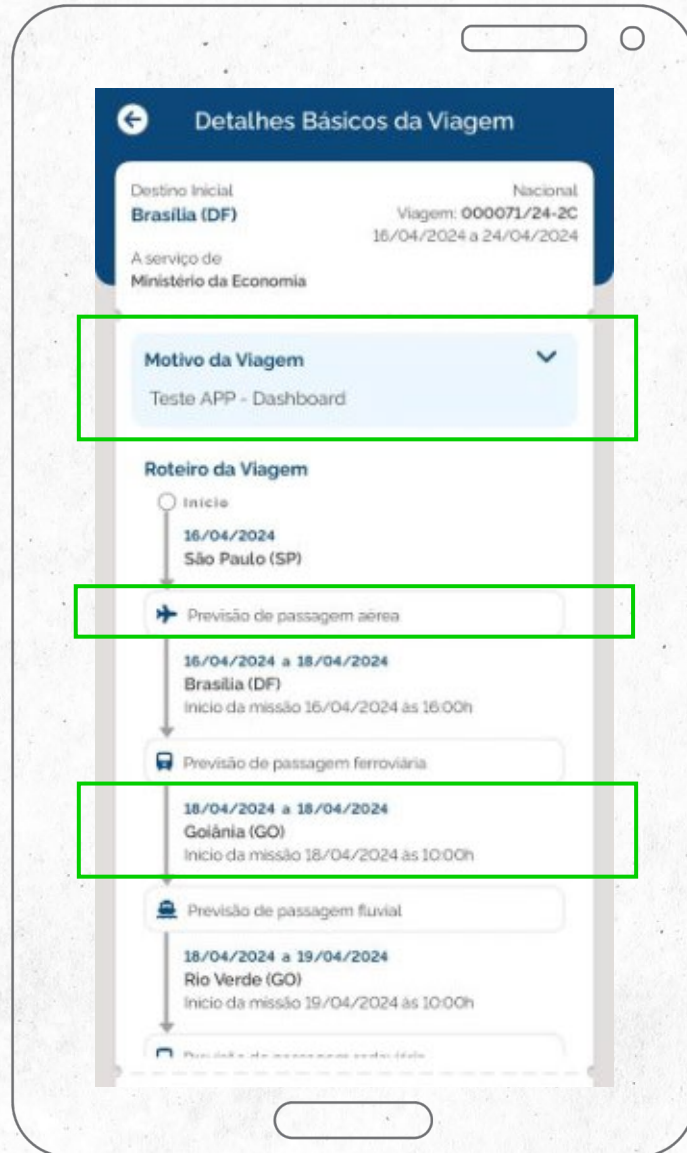 Detalhes Básicos da Viagem
Destino Inicial
Nacional
Brasília (DF)
Viagem: 000071/24-2C
16/04/2024 a 24/04/2024
A serviço de
Ministério da Economia
Motivo da Viagem
Teste APP - Dashboard
Roteiro da Viagem
Início
16/04/2024
São Paulo (SP)
Previsão de passagem aérea
16/04/2024 a 18/04/2024
Brasília (DF)
Início da missão 16/04/2024 às 16:00h
Previsão de passagem ferroviária
18/04/2024 a 18/04/2024
Goiânia (GO)
Início da missão 18/04/2024 às 10:00h
Previsão de passagem fluvial
18/04/2024 a 19/04/2024
Rio Verde (GO)
Início da missão 19/04/2024 às 10:00h